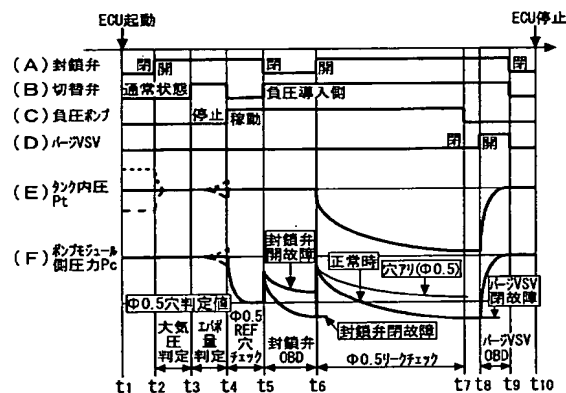 ECU起動
ECU停止
(A) 封鎖弁
閉
開
閉
開
閉
(B) 切替弁
通常状態
負圧導入側
(C) 負圧ポンプ
停止
稼動
(D) パージVSV
閉
開
(E) タンク内圧
Pt
(F) ポンプモジュール
側圧力Pc
封鎖弁
開故障
正常時
穴アリ(Φ0.5)
Φ0.5穴判定値
封鎖弁閉故障
パージVSV
閉故障
大気
圧
判定
エバポ
量
判定
Φ0.5
REF
穴
チェック
封鎖弁
OBD
Φ0.5リークチェック
パージVSV
OBD
t1 t2 t3 t4 t5 t6 t7 t8 t9 t10